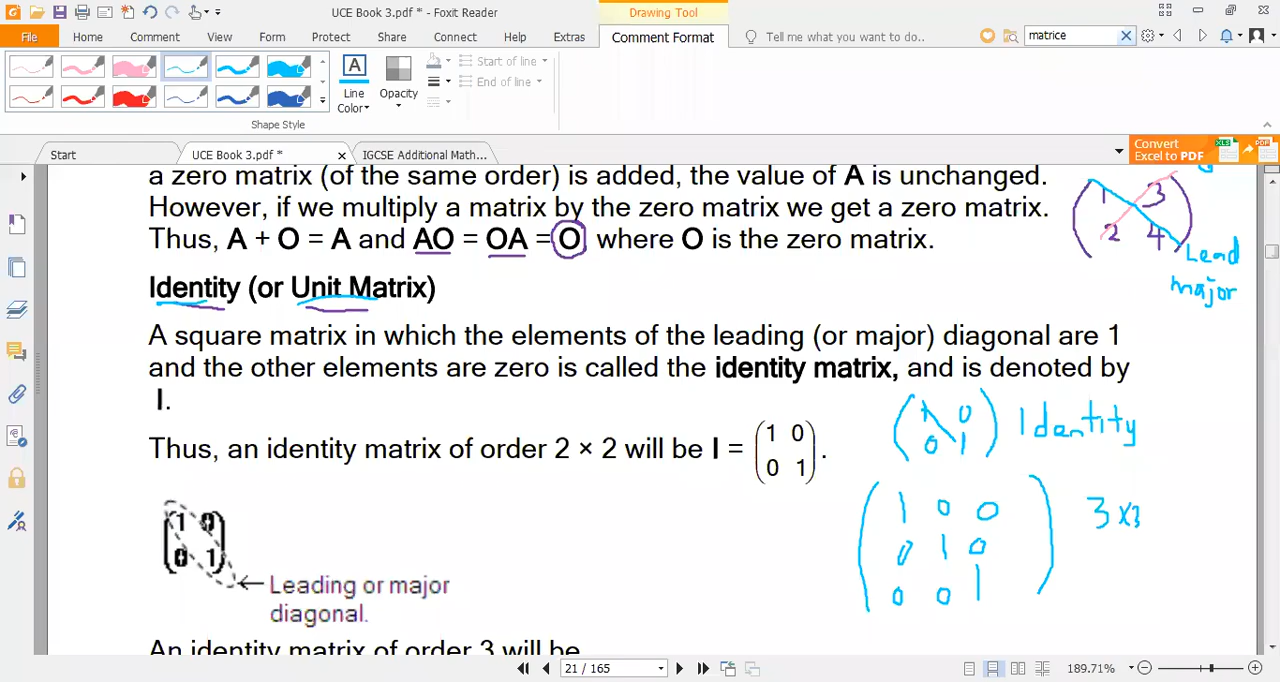 UCE Book 3.pdf * - Foxit Reader
Drawing Tool
File Home Comment View Form Protect Share Connect Help Extras Comment Format Tell me what you want to do.. matrice
Line Color
Opacity
Start of line
End of line
Shape Style
Start
UCE Book 3.pdf *
IGCSE Additional Math...
Convert Excel to PDF
a zero matrix (of the same order) is added, the value of A is unchanged.
However, if we multiply a matrix by the zero matrix we get a zero matrix.
Thus, A + O = A and AO = OA = O where O is the zero matrix.
1 3
2 4
Lead
major
Identity (or Unit Matrix)
A square matrix in which the elements of the leading (or major) diagonal are 1
and the other elements are zero is called the identity matrix, and is denoted by
I.
Thus, an identity matrix of order 2 × 2 will be I = (1 0
0 1).
1 0
0 1
Identity
1 0 0
0 1 0
0 0 1
3x3
(1 0
0 1)
Leading or major
diagonal.
An identity matrix of order 3 will be
21 / 165
189.71%